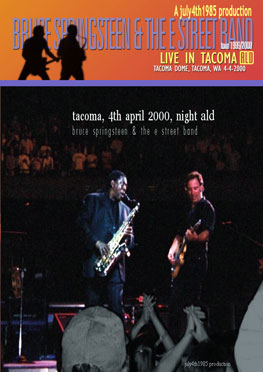 A july4th1985 production
BRUCE SPRINGSTEEN & THE E STREET BAND
tour 1999/2000
LIVE IN TACOMA ALD
TACOMA DOME, TACOMA, WA 4-4-2000
tacoma, 4th april 2000, night ald
bruce springsteen & the e street band
july4th1985 production